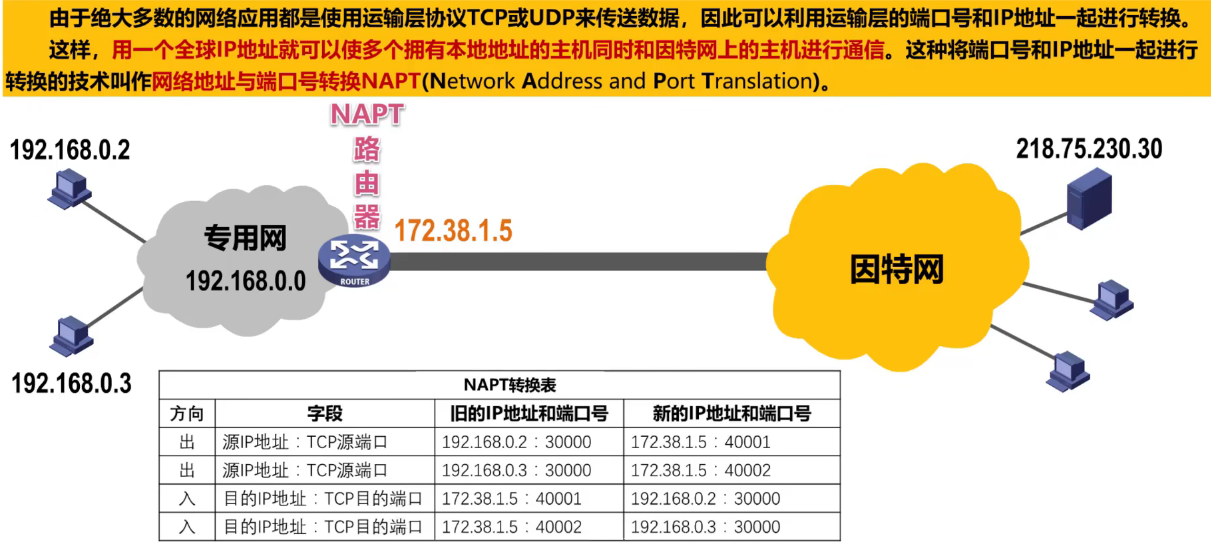 由于绝大多数的网络应用都是使用运输层协议TCP或UDP来传送数据，因此可以利用运输层的端口号和IP地址一起进行转换。
这样，用一个全球IP地址就可以使多个拥有本地地址的主机同时和因特网上的主机进行通信。这种将端口号和IP地址一起进行
转换的技术叫作网络地址与端口号转换NAPT(Network Address and Port Translation)。
NAPT
路
由
器
192.168.0.2
218.75.230.30
172.38.1.5
专用网
192.168.0.0
ROUTER
因特网
192.168.0.3
NAPT转换表
方向 字段 旧的IP地址和端口号 新的IP地址和端口号
出 源IP地址：TCP源端口 192.168.0.2：30000 172.38.1.5：40001
出 源IP地址：TCP源端口 192.168.0.3：30000 172.38.1.5：40002
入 目的IP地址：TCP目的端口 172.38.1.5：40001 192.168.0.2：30000
入 目的IP地址：TCP目的端口 172.38.1.5：40002 192.168.0.3：30000